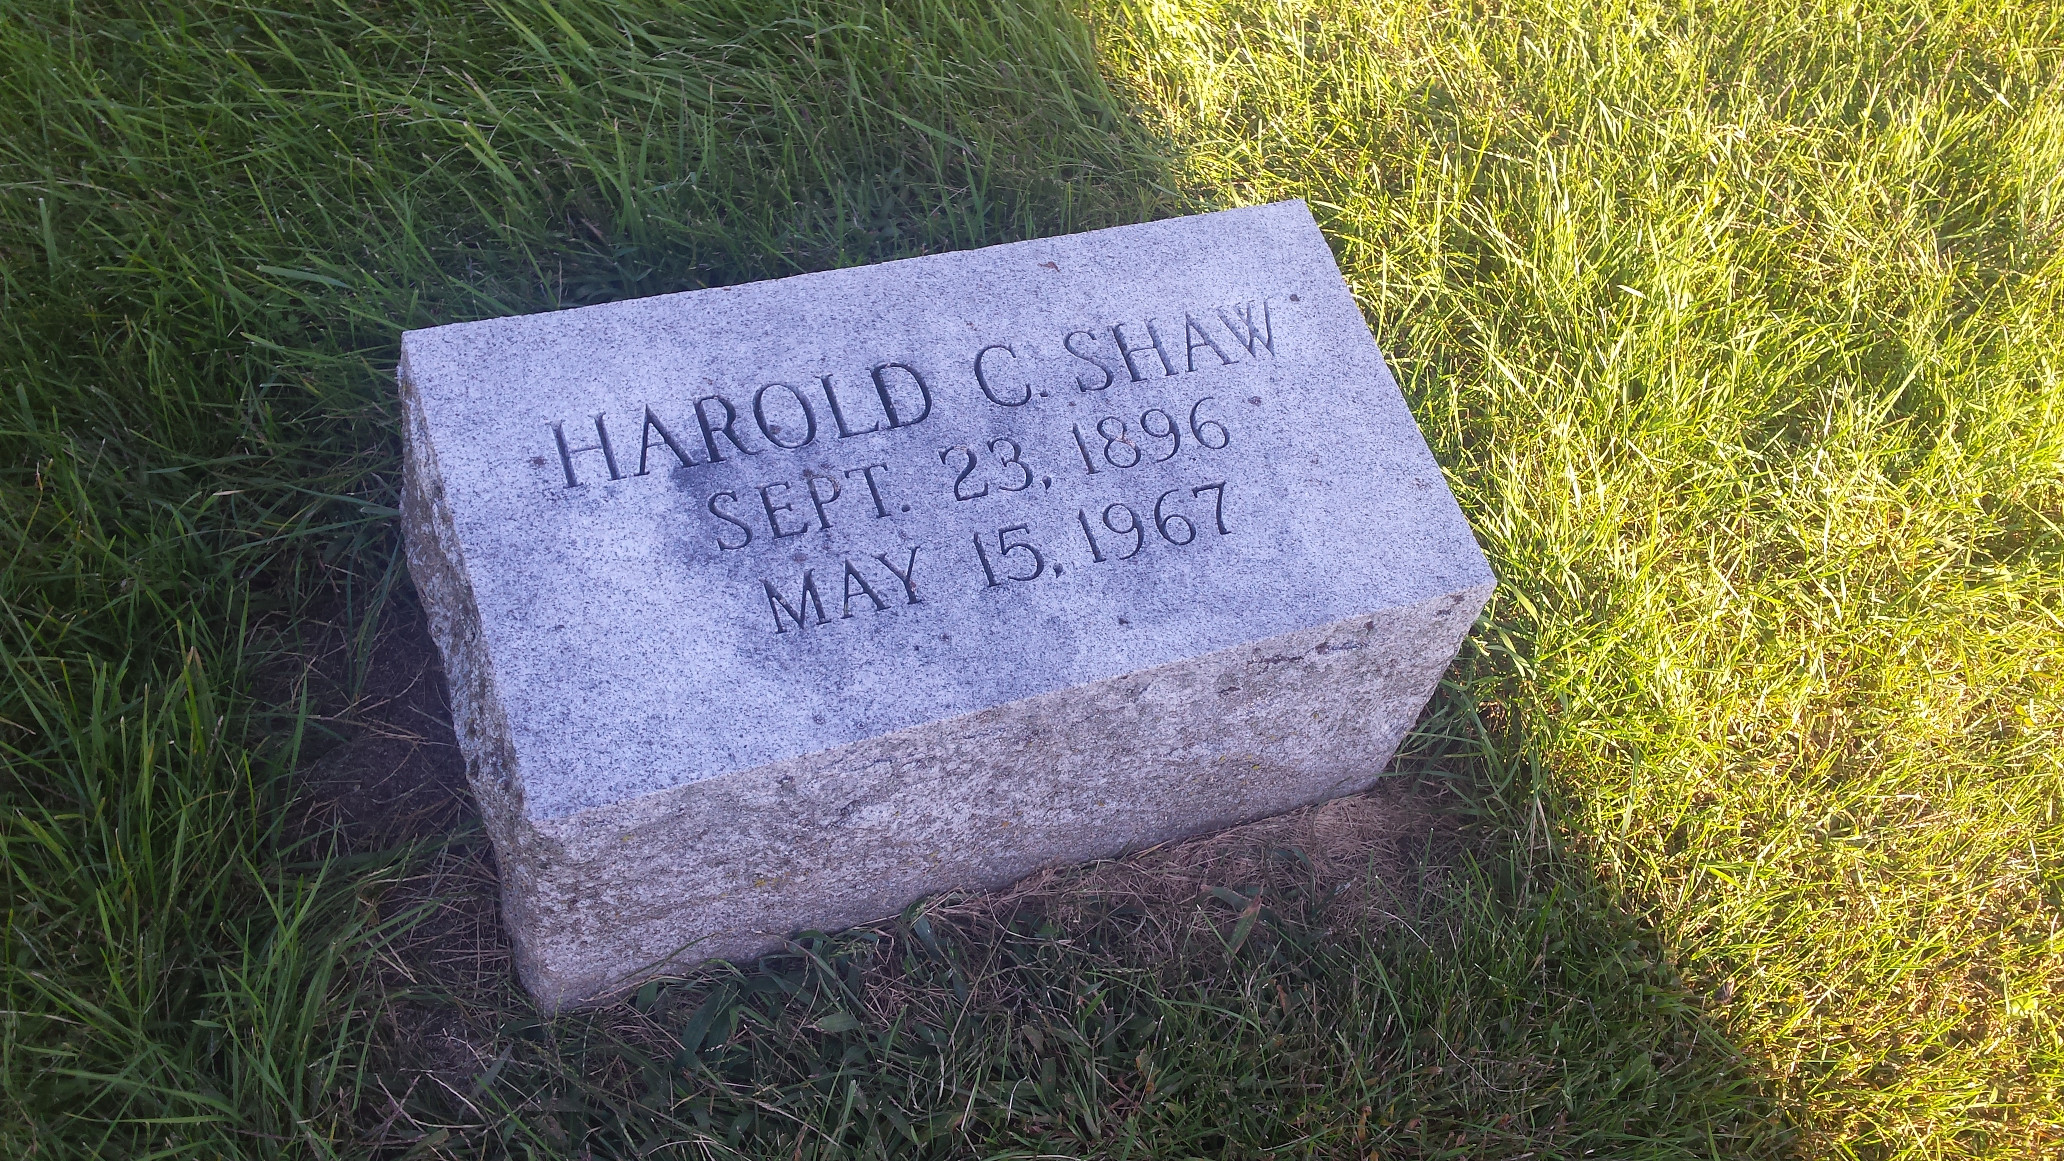 HAROLD C. SHAW
SEPT. 23, 1896
MAY 15, 1967